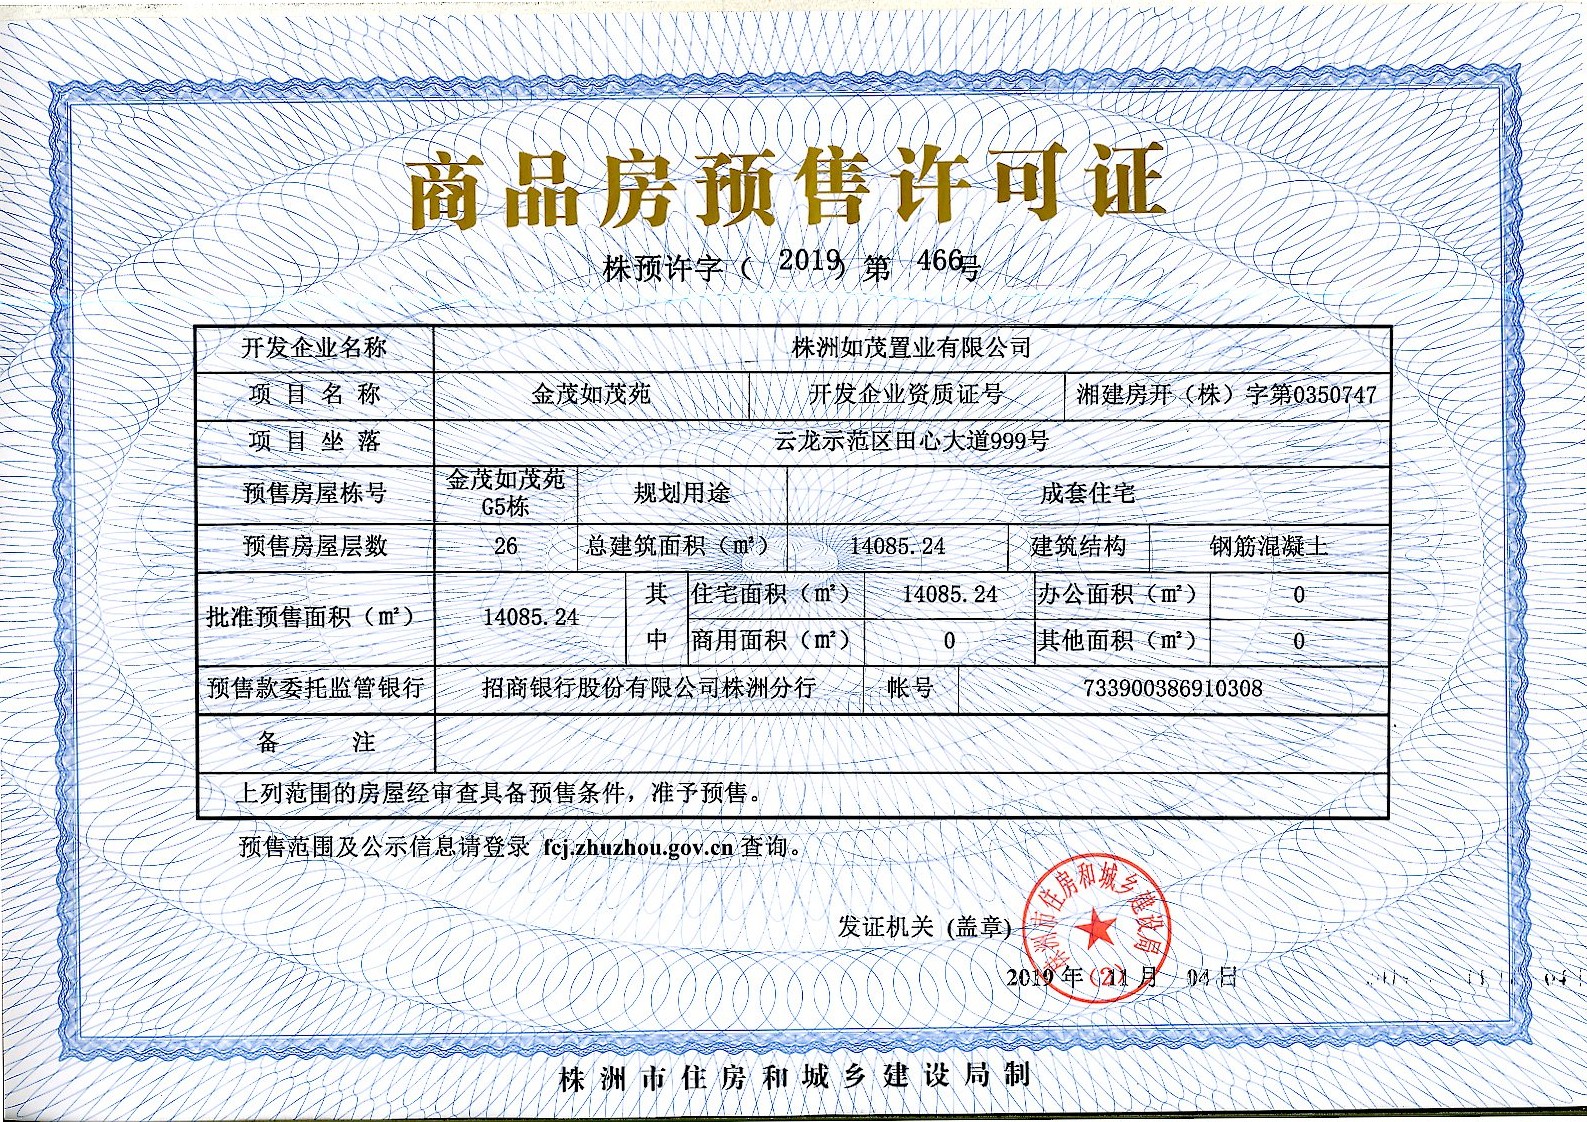 商品房预售许可证
株预许字（2019）第466号
开发企业名称 株洲如茂置业有限公司
项目名称 金茂如茂苑 开发企业资质证号 湘建房开（株）字第0350747
项目坐落 云龙示范区田心大道999号
预售房屋栋号 金茂如茂苑G5栋 规划用途 成套住宅
预售房屋层数 26 总建筑面积（㎡） 14085.24 建筑结构 钢筋混凝土
批准预售面积（㎡） 14085.24 其中 住宅面积（㎡） 14085.24 办公面积（㎡） 0
商用面积（㎡） 0 其他面积（㎡） 0
预售款委托监管银行 招商银行股份有限公司株洲分行 帐号 733900386910308
备注
上列范围的房屋经审查具备预售条件，准予预售。
预售范围及公示信息请登录 fcj.zhuzhou.gov.cn 查询。
发证机关 (盖章)
株洲市住房和城乡建设局
(2)
2019年 11月 04日
株洲市住房和城乡建设局制